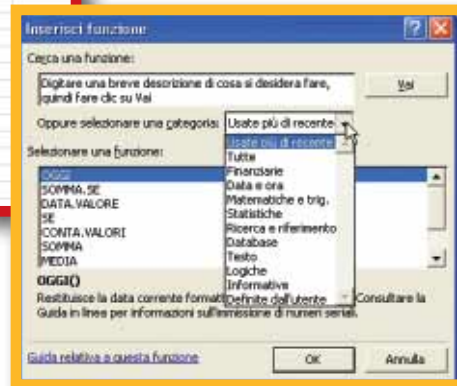 Inserisci funzione
Cerca una funzione:
Digitare una breve descrizione di cosa si desidera fare,
quindi fare clic su Vai
Vai
Oppure selezionare una categoria: Usate più di recente
Usate più di recente
Tutte
Finanziarie
Data e ora
Matematiche e trig.
Statistiche
Ricerca e riferimento
Database
Testo
Logiche
Informative
Definite dall'utente
Selezionare una funzione:
OGGI
SOMMA.SE
DATA.VALORE
SE
CONTA.VALORI
SOMMA
MEDIA
OGGI()
Restituisce la data corrente Consultare la
Guida in linea per informazioni sull'immissione di numeri seriali.
Guida relativa a questa funzione
OK
Annulla